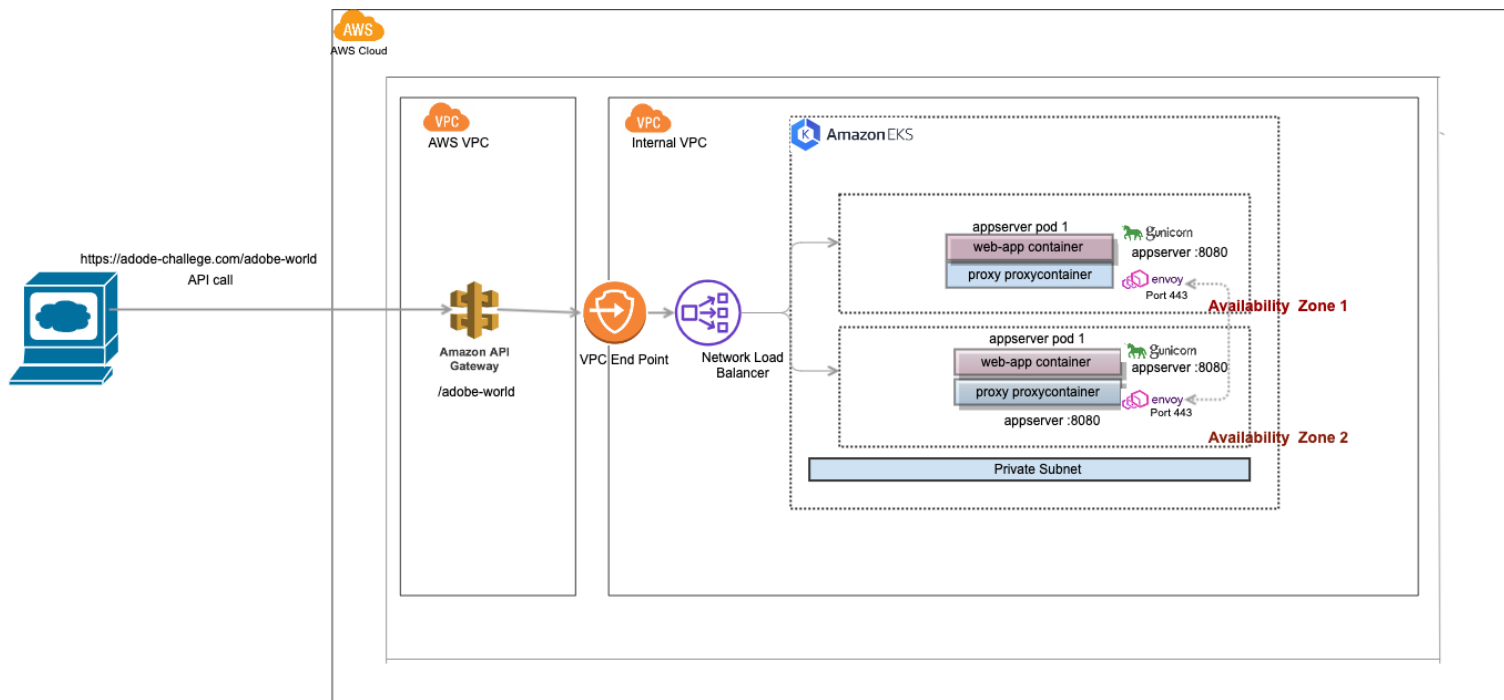 AWS
AWS Cloud
VPC
AWS VPC
VPC
Internal VPC
K
Amazon EKS
https://adode-challege.com/adobe-world
API call
Amazon API
Gateway
/adobe-world
VPC End Point
Network Load
Balancer
appserver pod 1
web-app container
proxy proxycontainer
gunicorn
appserver :8080
envoy
Port 443
Availability Zone 1
appserver pod 1
web-app container
proxy proxycontainer
appserver :8080
gunicorn
appserver :8080
envoy
Port 443
Availability Zone 2
Private Subnet